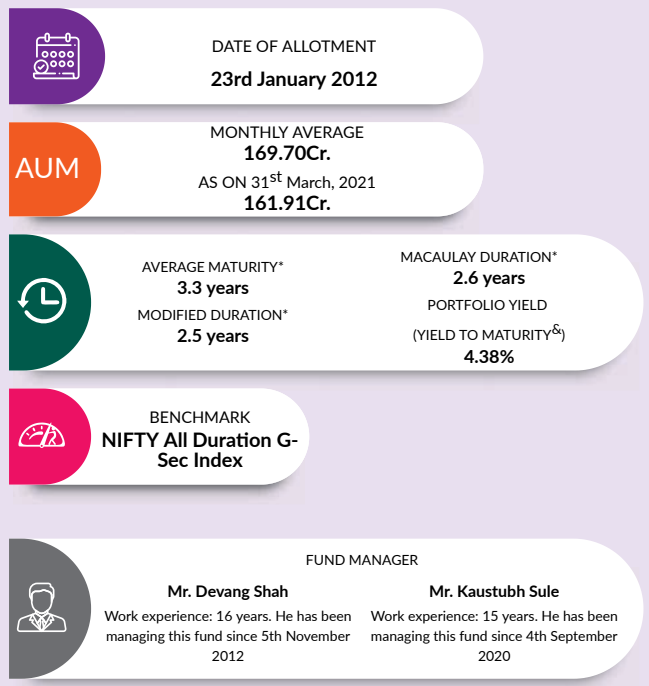 DATE OF ALLOTMENT
23rd January 2012
AUM
MONTHLY AVERAGE
169.70Cr.
AS ON 31st March, 2021
161.91Cr.
AVERAGE MATURITY*
3.3 years
MODIFIED DURATION*
2.5 years
MACAULAY DURATION*
2.6 years
PORTFOLIO YIELD
(YIELD TO MATURITY&)
4.38%
BENCHMARK
NIFTY All Duration G-
Sec Index
FUND MANAGER
Mr. Devang Shah
Work experience: 16 years. He has been
managing this fund since 5th November
2012
Mr. Kaustubh Sule
Work experience: 15 years. He has been
managing this fund since 4th September
2020